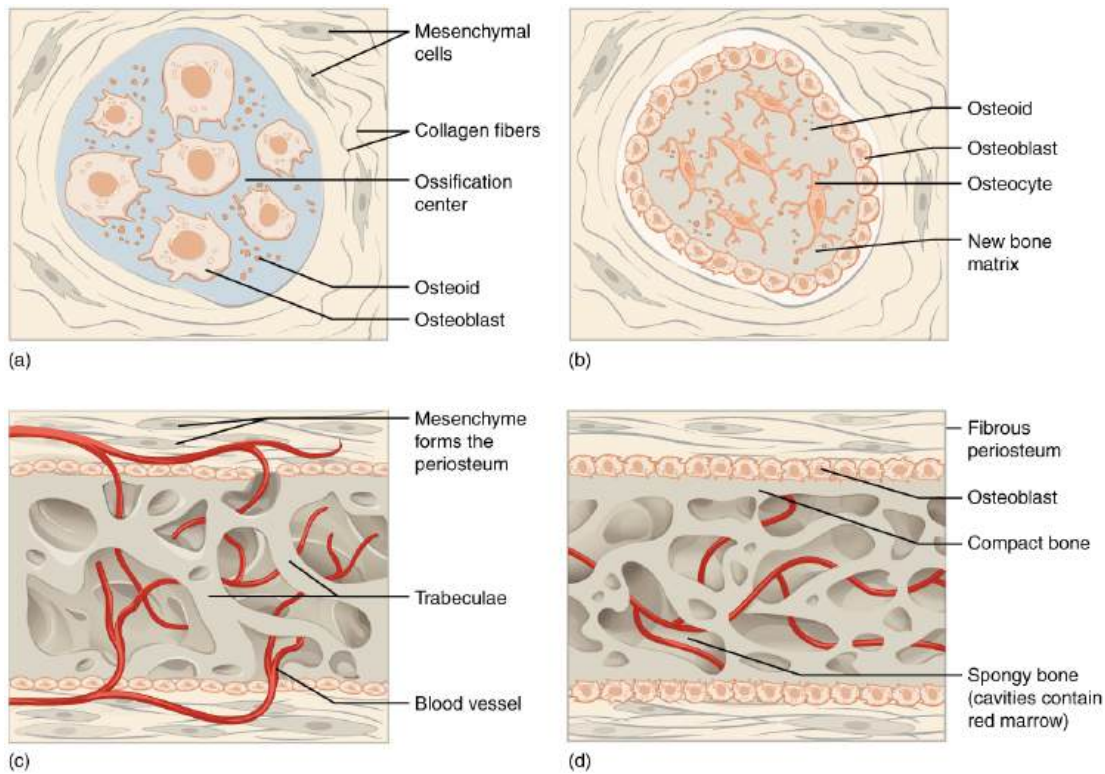 Mesenchymal
cells
Collagen fibers
Ossification
center
Osteoid
Osteoblast
(a)
Osteoid
Osteoblast
Osteocyte
New bone
matrix
(b)
Mesenchyme
forms the
periosteum
Trabeculae
Blood vessel
(c)
Fibrous
periosteum
Osteoblast
Compact bone
Spongy bone
(cavities contain
red marrow)
(d)